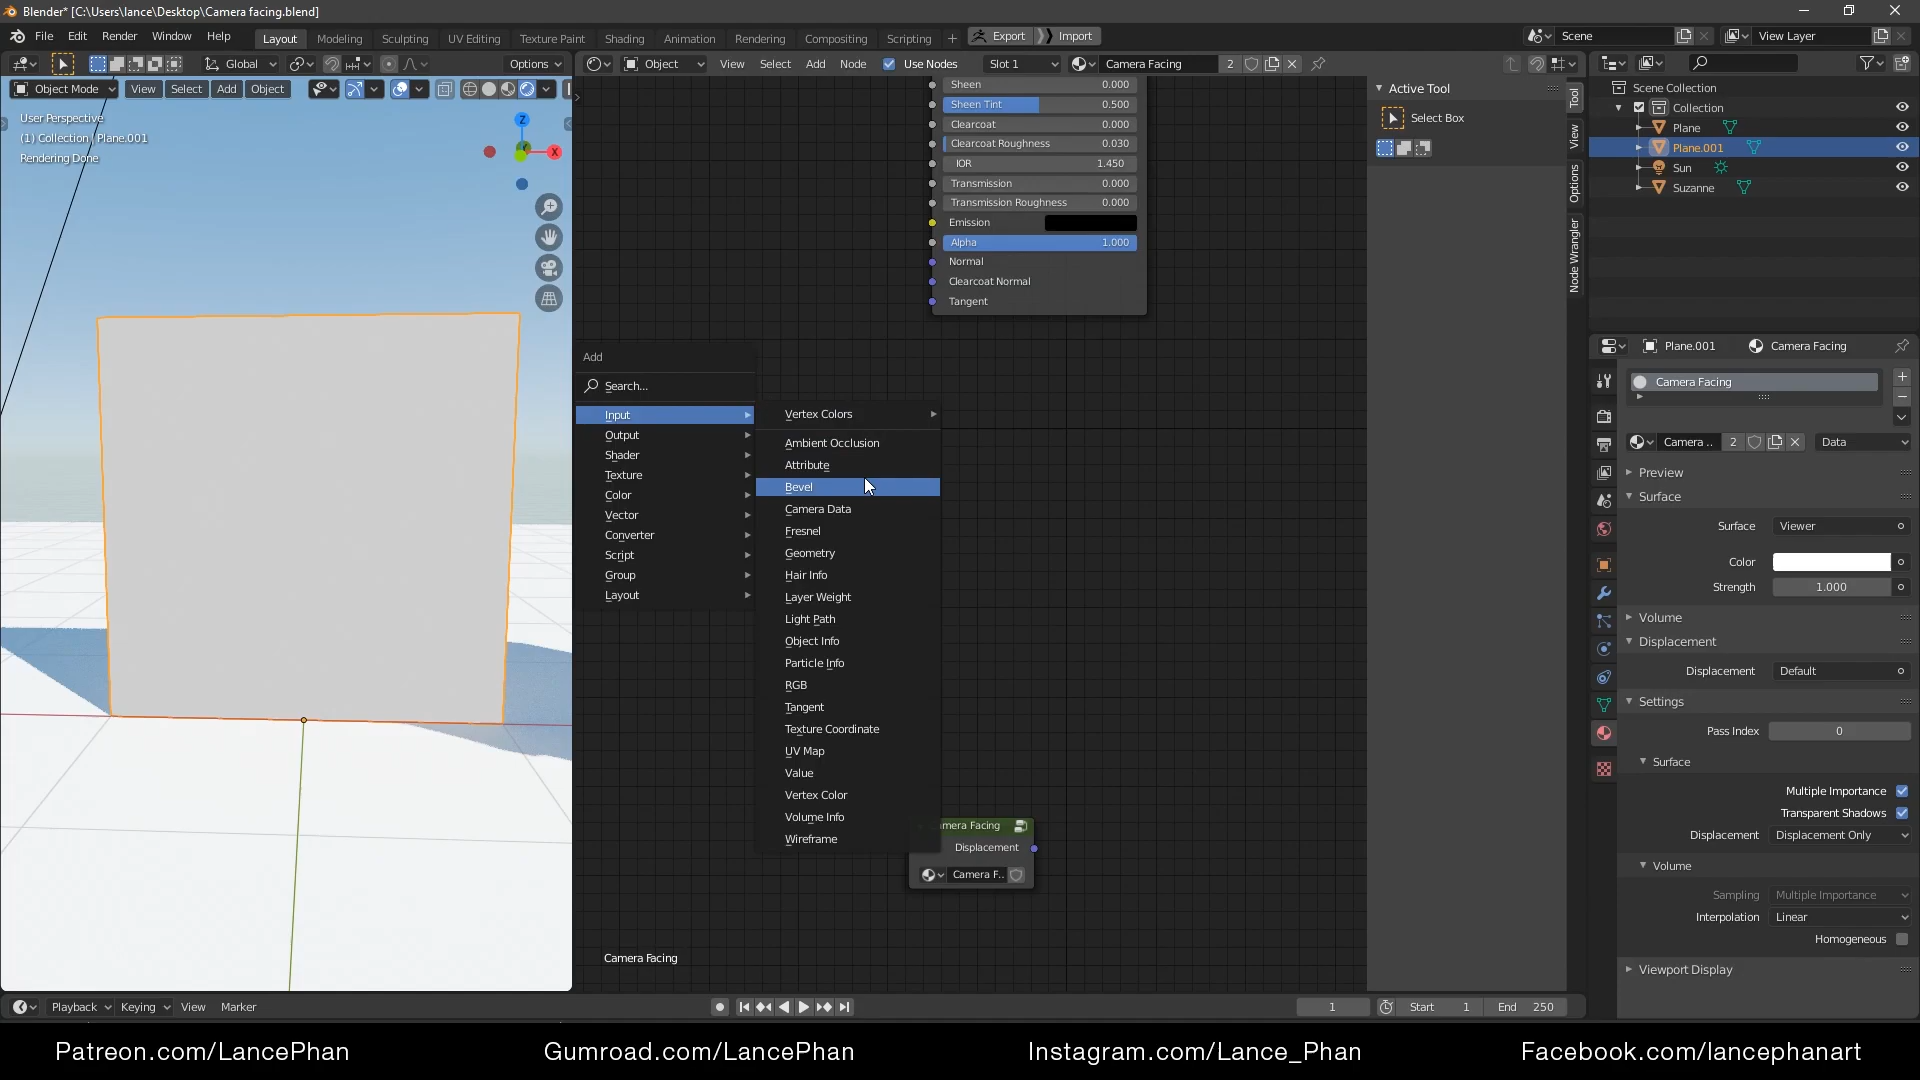 Blender* [C:\Users\lance\Desktop\Camera facing.blend]
File Edit Render Window Help
Layout Modeling Sculpting UV Editing Texture Paint Shading Animation Rendering Compositing Scripting + Export Import
Scene View Layer
Global Options
Object View Select Add Node Use Nodes Slot 1 Camera Facing 2
Object Mode View Select Add Object
User Perspective
(1) Collection | Plane.001
Rendering Done
Z
X
Sheen 0.000
Sheen Tint 0.500
Clearcoat 0.000
Clearcoat Roughness 0.030
IOR 1.450
Transmission 0.000
Transmission Roughness 0.000
Emission
Alpha 1.000
Normal
Clearcoat Normal
Tangent
Add
Search...
Input
Output
Shader
Texture
Color
Vector
Converter
Script
Group
Layout
Vertex Colors
Ambient Occlusion
Attribute
Bevel
Camera Data
Fresnel
Geometry
Hair Info
Layer Weight
Light Path
Object Info
Particle Info
RGB
Tangent
Texture Coordinate
UV Map
Value
Vertex Color
Volume Info
Wireframe
mera Facing
Displacement
Camera F..
Camera Facing
Active Tool
Select Box
Tool
View
Options
Node Wrangler
Scene Collection
Collection
Plane
Plane.001
Sun
Suzanne
Plane.001 Camera Facing
Camera Facing
Camera .. 2 Data
Preview
Surface
Surface Viewer
Color
Strength 1.000
Volume
Displacement
Displacement Default
Settings
Pass Index 0
Surface
Multiple Importance
Transparent Shadows
Displacement Displacement Only
Volume
Sampling Multiple Importance
Interpolation Linear
Homogeneous
Viewport Display
Playback Keying View Marker
1 Start 1 End 250
Patreon.com/LancePhan Gumroad.com/LancePhan Instagram.com/Lance_Phan Facebook.com/lancephanart